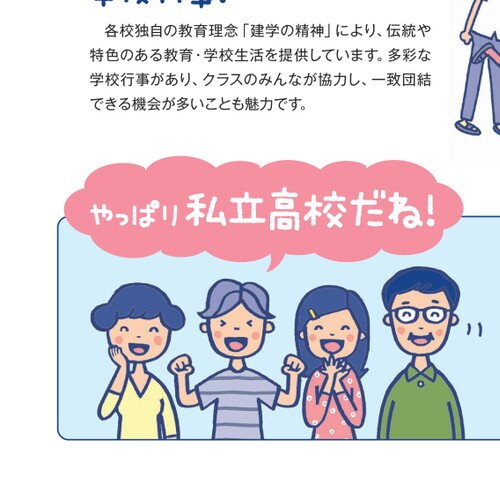 各校独自の教育理念「建学の精神」により、伝統や
特色のある教育・学校生活を提供しています。多彩な
学校行事があり、クラスのみんなが協力し、一致団結
できる機会が多いことも魅力です。
やっぱり私立高校だね!